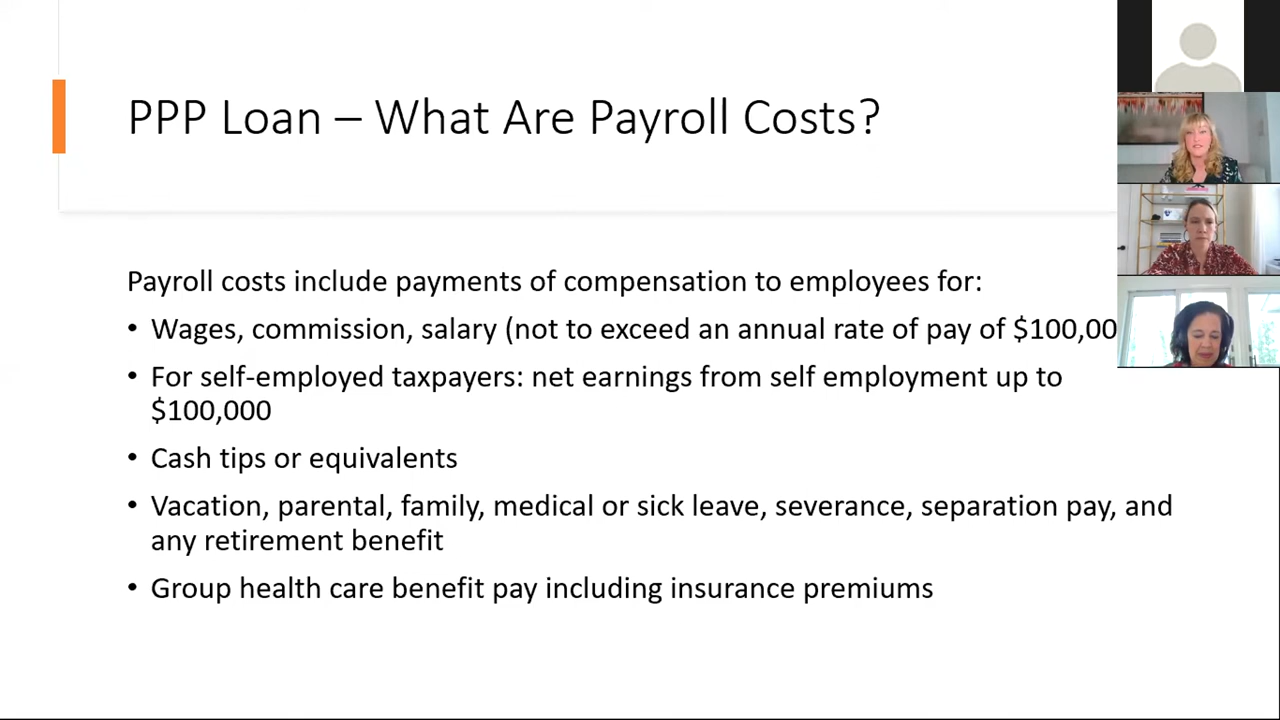 PPP Loan – What Are Payroll Costs?
Payroll costs include payments of compensation to employees for:
• Wages, commission, salary (not to exceed an annual rate of pay of $100,00
• For self-employed taxpayers: net earnings from self employment up to
$100,000
• Cash tips or equivalents
• Vacation, parental, family, medical or sick leave, severance, separation pay, and
any retirement benefit
• Group health care benefit pay including insurance premiums